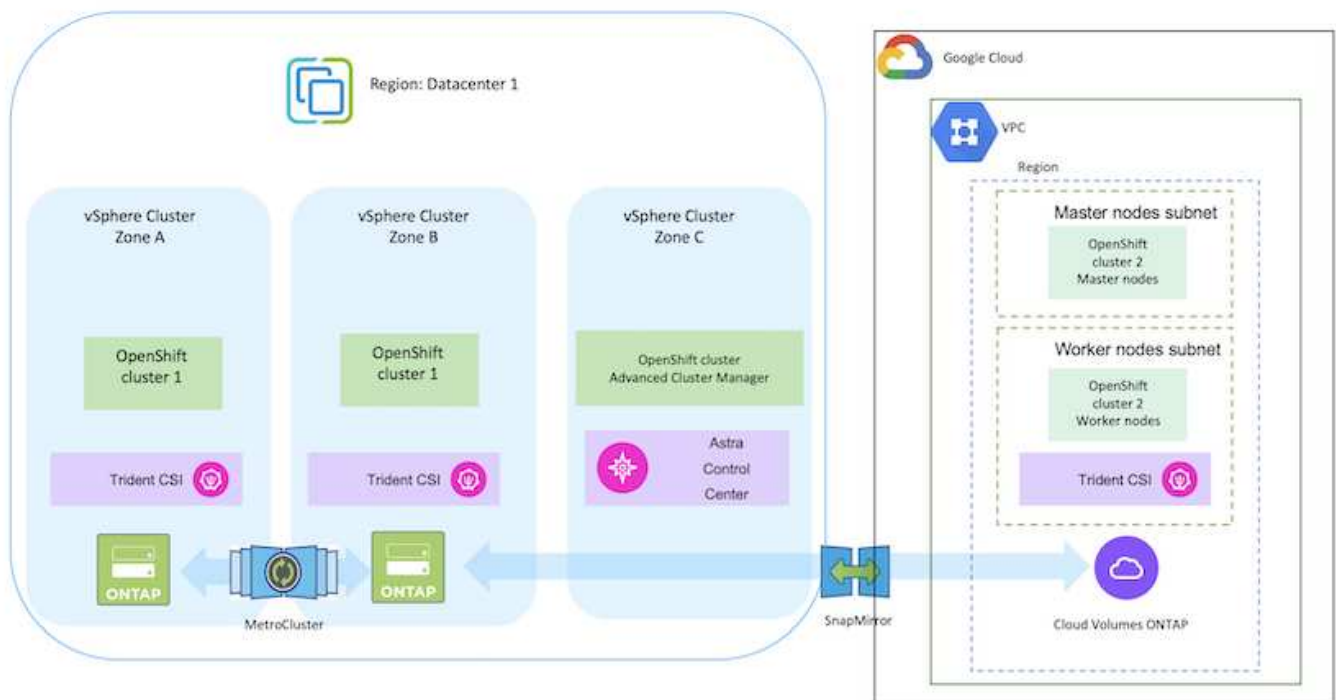 Region: Datacenter 1
vSphere Cluster
Zone A
vSphere Cluster
Zone B
vSphere Cluster
Zone C
OpenShift
cluster 1
OpenShift
cluster 1
OpenShift cluster
Advanced Cluster Manager
Trident CSI
Trident CSI
Astra
Control
Center
ONTAP
ONTAP
MetroCluster
SnapMirror
Google Cloud
VPC
Region
Master nodes subnet
OpenShift
cluster 2
Master nodes
Worker nodes subnet
OpenShift
cluster 2
Worker nodes
Trident CSI
Cloud Volumes ONTAP